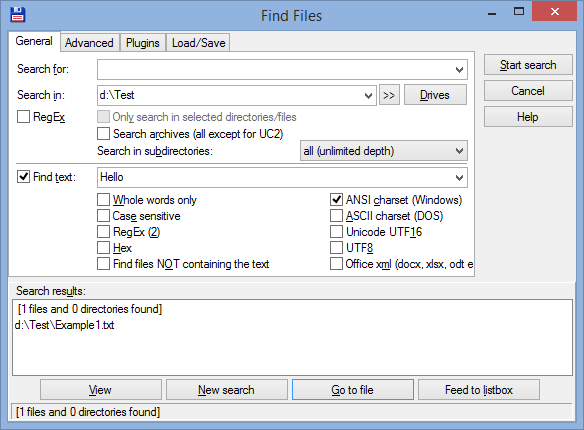 Find Files
General Advanced Plugins Load/Save
Search for: Start search
Search in: d:\Test >> Drives Cancel
RegEx Only search in selected directories/files Help
Search archives (all except for UC2)
Search in subdirectories: all (unlimited depth)
Find text: Hello
Whole words only ANSI charset (Windows)
Case sensitive ASCII charset (DOS)
RegEx (2) Unicode UTF16
Hex UTF8
Find files NOT containing the text Office xml (docx, xlsx, odt e
Search results:
[1 files and 0 directories found]
d:\Test\Example1.txt
View New search Go to file Feed to listbox
[1 files and 0 directories found]